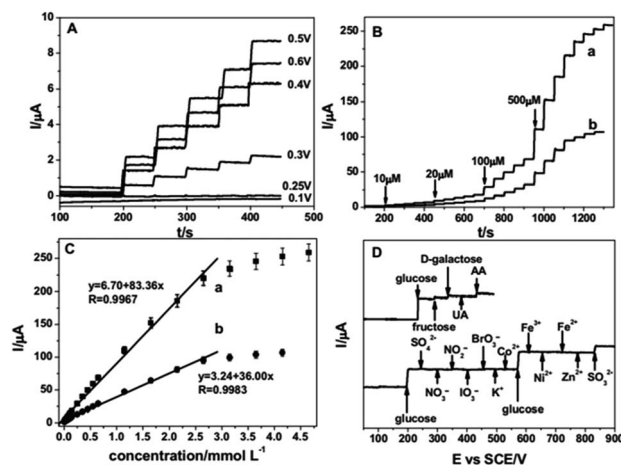 A
I/μA
10
8
6
4
2
0
0.5V
0.6V
0.4V
0.3V
0.25V
0.1V
100
200
300
400
500
t/s
B
I/μA
250
200
150
100
50
0
a
b
10μM
20μM
100μM
500μM
200
400
600
800
1000
1200
t/s
C
I/μA
300
250
200
150
100
50
0
y=6.70+83.36x
R=0.9967
a
b
y=3.24+36.00x
R=0.9983
0.0
0.5
1.0
1.5
2.0
2.5
3.0
3.5
4.0
4.5
5.0
concentration/mmol L⁻¹
D
I/μA
D-galactose
glucose
AA
fructose
UA
SO₄²⁻
NO₂⁻
BrO₃⁻
Co²⁺
Fe³⁺
Fe²⁺
NO₃⁻
IO₃⁻
K⁺
Ni²⁺
Zn²⁺
SO₃²⁻
glucose
glucose
50
100
200
300
400
500
600
700
800
900
E vs SCE/V